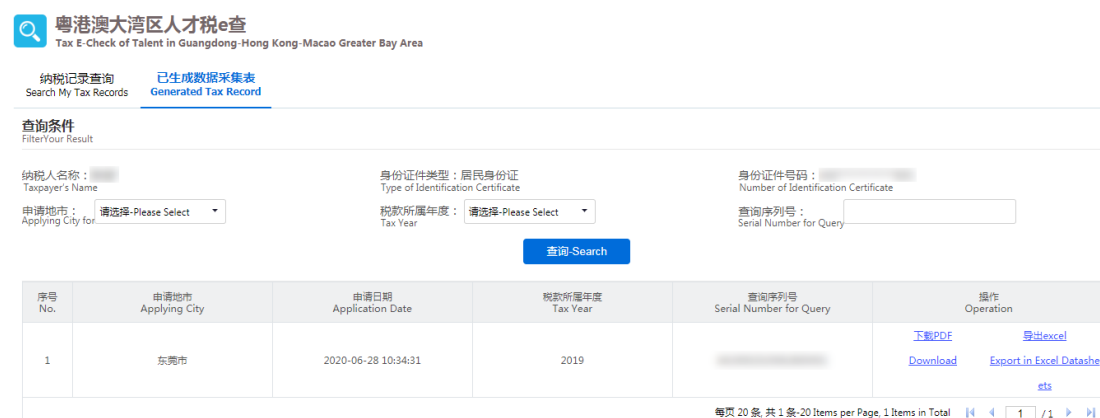 粤港澳大湾区人才税e查
Tax E-Check of Talent in Guangdong-Hong Kong-Macao Greater Bay Area
纳税记录查询 已生成数据采集表
Search My Tax Records Generated Tax Record
查询条件
FilterYour Result
纳税人名称： 身份证件类型：居民身份证 身份证件号码：
Taxpayer's Name Type of Identification Certificate Number of Identification Certificate
申请地市： 请选择-Please Select 税款所属年度： 请选择-Please Select 查询序列号：
Applying City for Tax Year Serial Number for Query
查询-Search
序号 申请地市 申请日期 税款所属年度 查询序列号 操作
No. Applying City Application Date Tax Year Serial Number for Query Operation
下载PDF 导出excel
1 东莞市 2020-06-28 10:34:31 2019 Download Export in Excel Datashe
ets
每页 20 条, 共 1 条-20 Items per Page, 1 Items in Total 1 / 1